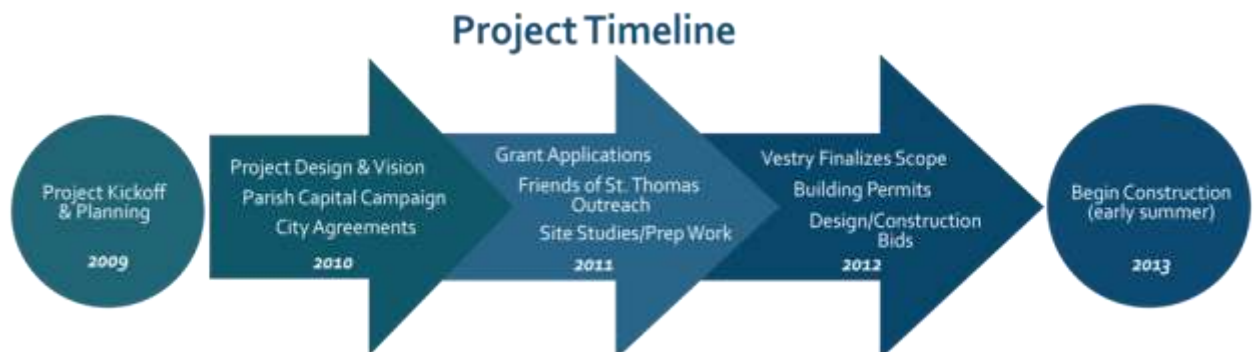 Project Timeline
Project Kickoff
& Planning
2009
Project Design & Vision
Parish Capital Campaign
City Agreements
2010
Grant Applications
Friends of St. Thomas
Outreach
Site Studies/Prep Work
2011
Vestry Finalizes Scope
Building Permits
Design/Construction
Bids
2012
Begin Construction
(early summer)
2013